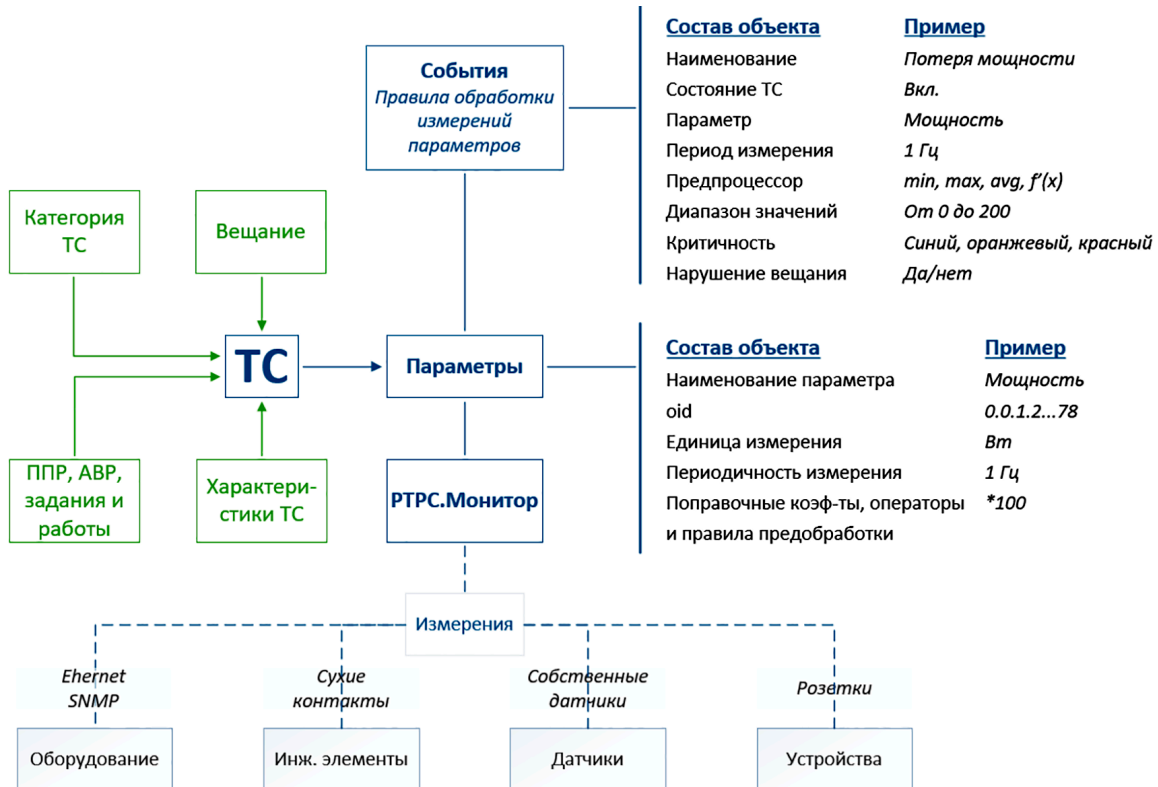 События
Правила обработки
измерений
параметров
Состав объекта Пример
Наименование Потеря мощности
Состояние ТС Вкл.
Параметр Мощность
Период измерения 1 Гц
Предпроцессор min, max, avg, f’(x)
Диапазон значений От 0 до 200
Критичность Синий, оранжевый, красный
Нарушение вещания Да/нет
Категория
ТС
Вещание
ТС
Параметры
Состав объекта Пример
Наименование параметра Мощность
oid 0.0.1.2...78
Единица измерения Вт
Периодичность измерения 1 Гц
Поправочные коэф-ты, операторы *100
и правила предобработки
ППР, АВР,
задания и
работы
Характери-
стики ТС
РТРС.Монитор
Измерения
Ehernet
SNMP
Сухие
контакты
Собственные
датчики
Розетки
Оборудование
Инж. элементы
Датчики
Устройства